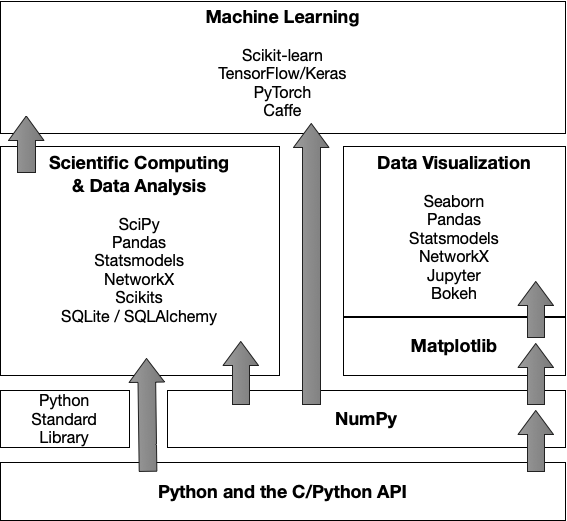 Machine Learning
Scikit-learn
TensorFlow/Keras
PyTorch
Caffe
Scientific Computing
& Data Analysis
SciPy
Pandas
Statsmodels
NetworkX
Scikits
SQLite / SQLAlchemy
Data Visualization
Seaborn
Pandas
Statsmodels
NetworkX
Jupyter
Bokeh
Matplotlib
Python
Standard
Library
NumPy
Python and the C/Python API